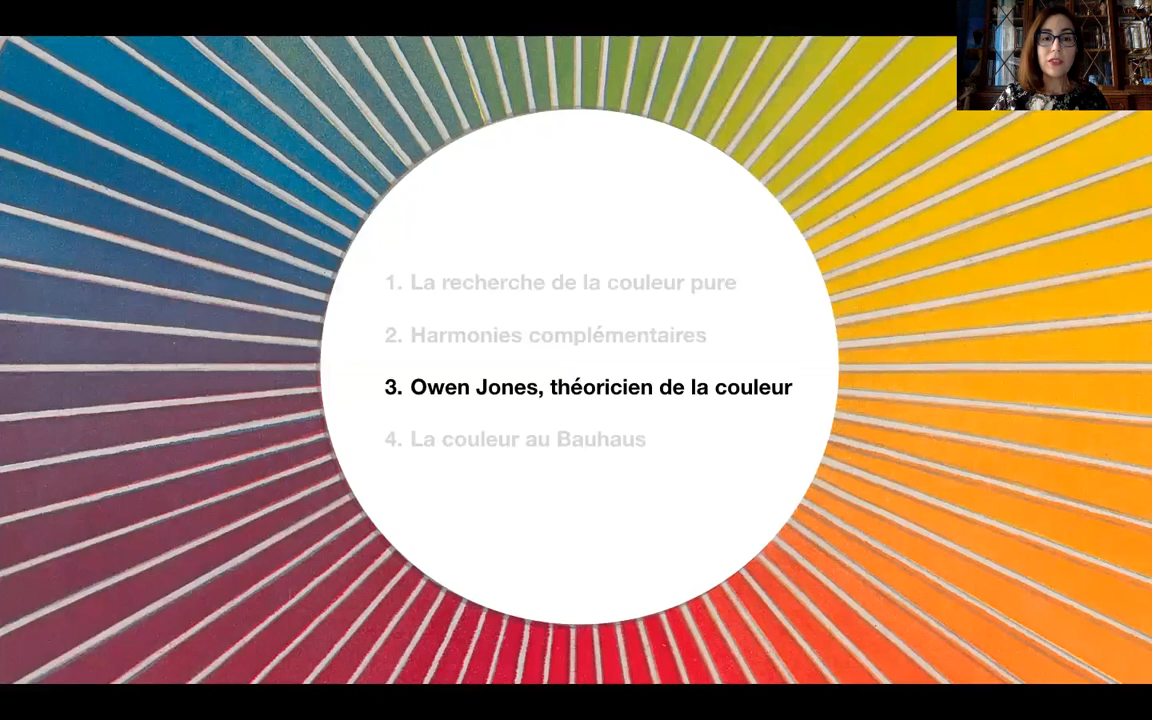 1. La recherche de la couleur pure
2. Harmonies complémentaires
3. Owen Jones, théoricien de la couleur
4. La couleur au Bauhaus